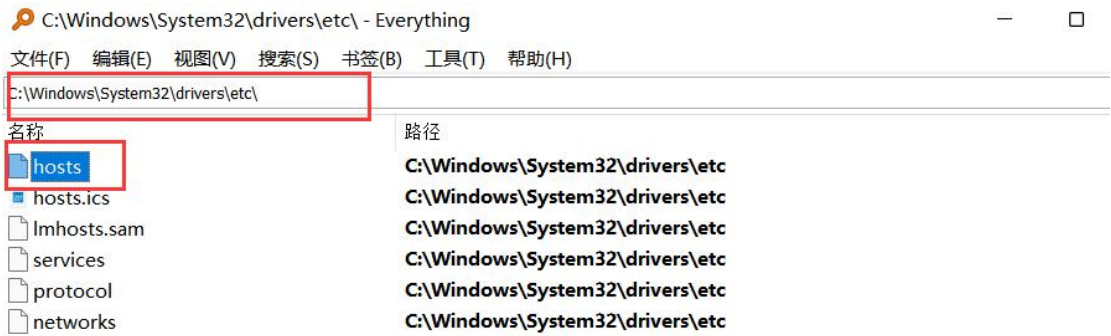 C:\Windows\System32\drivers\etc\ - Everything
文件(F) 编辑(E) 视图(V) 搜索(S) 书签(B) 工具(T) 帮助(H)
C:\Windows\System32\drivers\etc\
名称 路径
hosts C:\Windows\System32\drivers\etc
hosts.ics C:\Windows\System32\drivers\etc
lmhosts.sam C:\Windows\System32\drivers\etc
services C:\Windows\System32\drivers\etc
protocol C:\Windows\System32\drivers\etc
networks C:\Windows\System32\drivers\etc